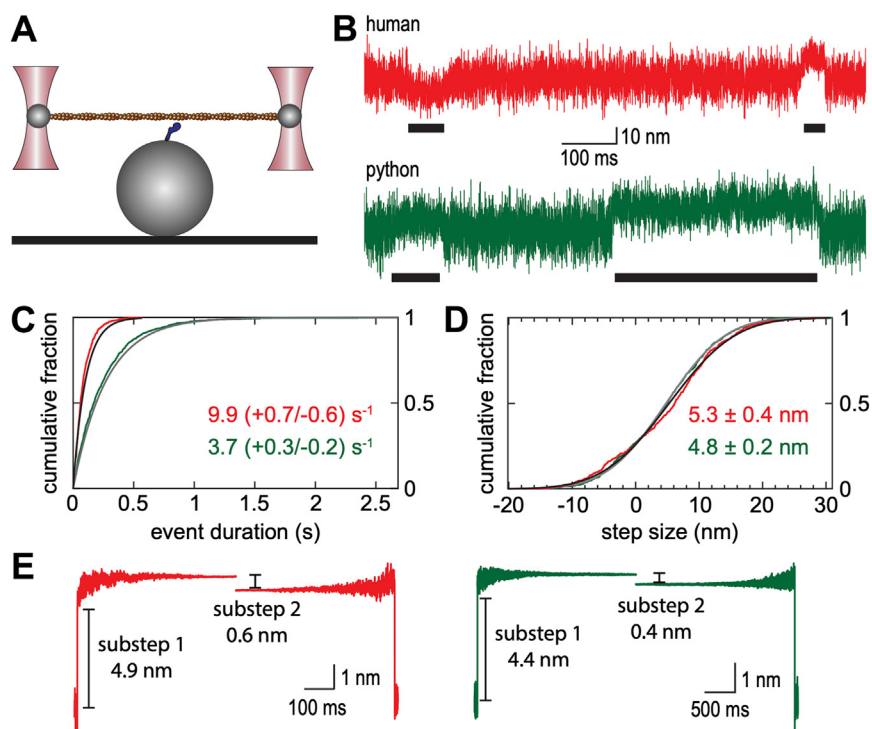 A
B
human
10 nm
100 ms
python
C
cumulative fraction
1
0.5
0
9.9 (+0.7/-0.6) s⁻¹
3.7 (+0.3/-0.2) s⁻¹
0 0.5 1 1.5 2 2.5
event duration (s)
D
cumulative fraction
1
0.5
0
5.3 ± 0.4 nm
4.8 ± 0.2 nm
-20 -10 0 10 20 30
step size (nm)
E
substep 1
4.9 nm
substep 2
0.6 nm
1 nm
100 ms
substep 1
4.4 nm
substep 2
0.4 nm
1 nm
500 ms